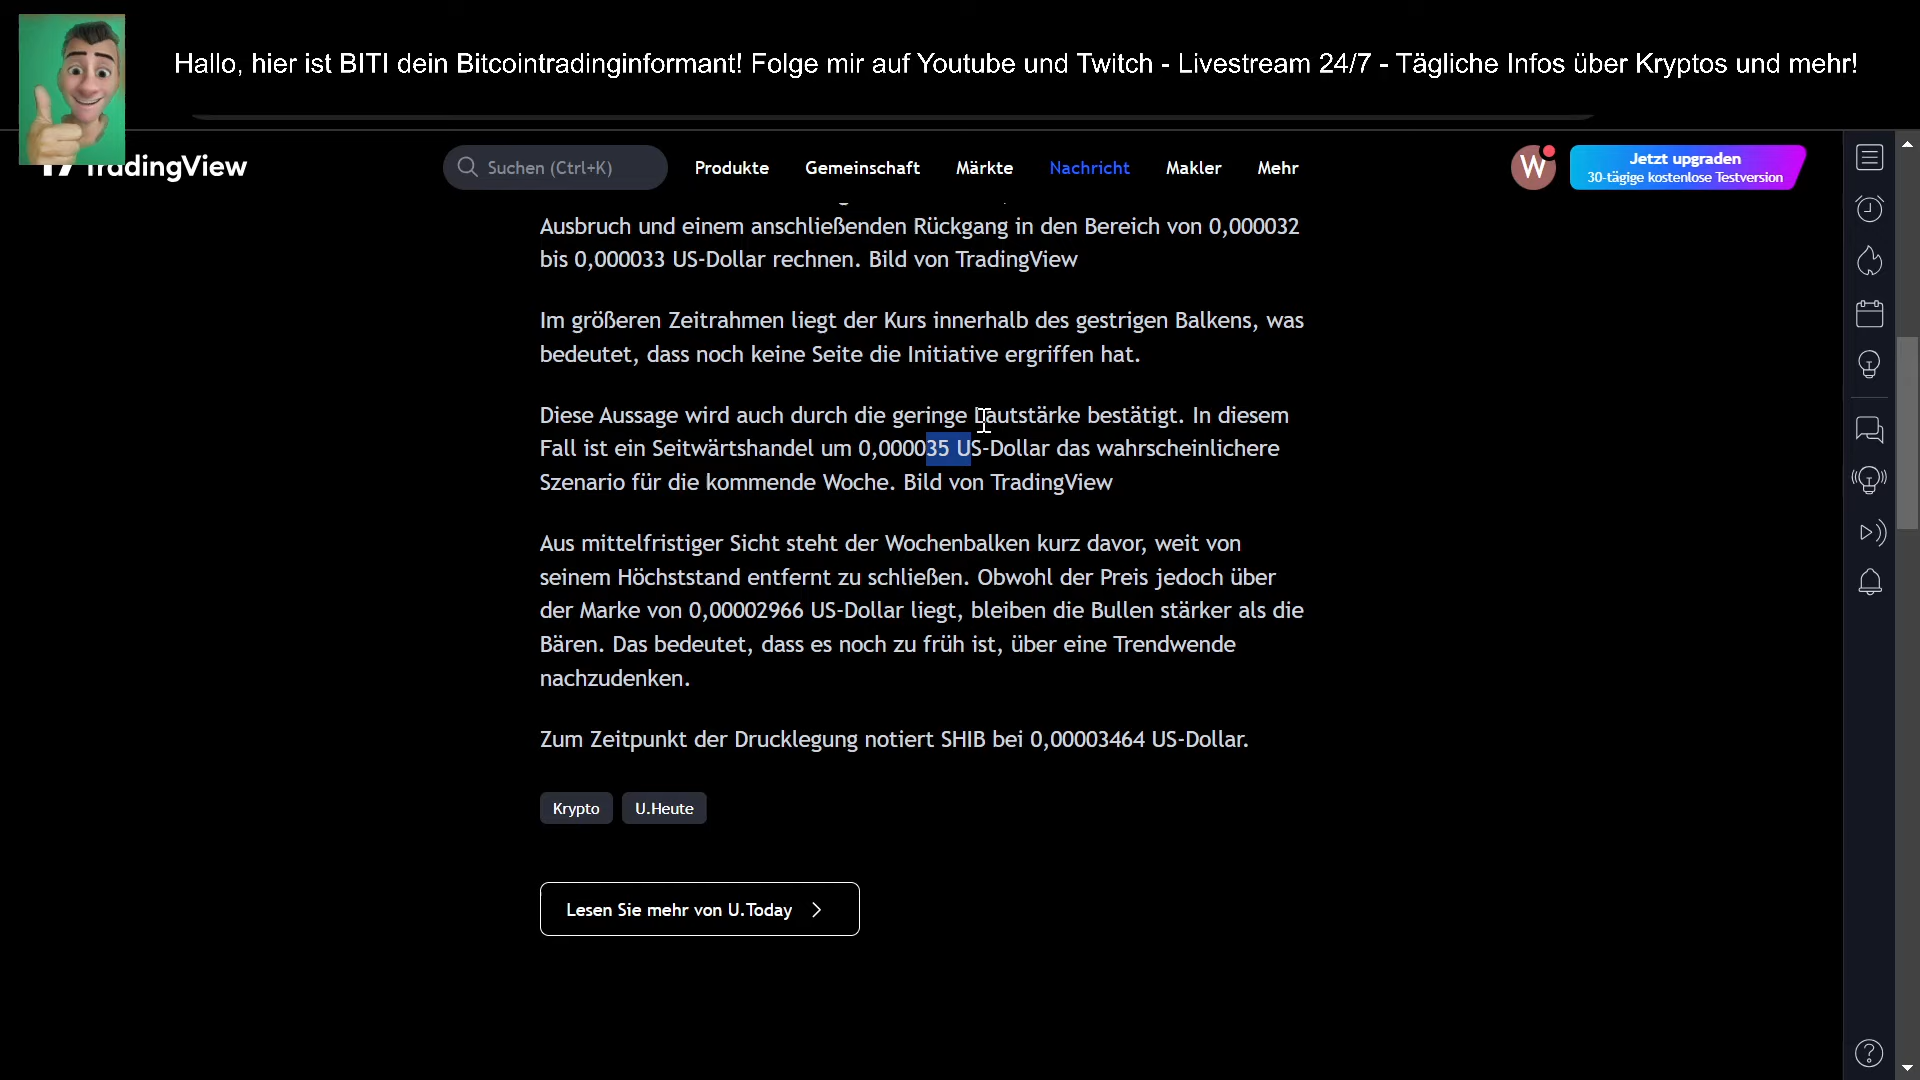 Hallo, hier ist BITI dein Bitcointradinginformant! Folge mir auf Youtube und Twitch - Livestream 24/7 - Tägliche Infos über Kryptos und mehr!
TradingView
Suchen (Ctrl+K)
Produkte
Gemeinschaft
Märkte
Nachricht
Makler
Mehr
W
Jetzt upgraden
30-tägige kostenlose Testversion
Ausbruch und einem anschließenden Rückgang in den Bereich von 0,000032
bis 0,000033 US-Dollar rechnen. Bild von TradingView
Im größeren Zeitrahmen liegt der Kurs innerhalb des gestrigen Balkens, was
bedeutet, dass noch keine Seite die Initiative ergriffen hat.
Diese Aussage wird auch durch die geringe Lautstärke bestätigt. In diesem
Fall ist ein Seitwärtshandel um 0,000035 US-Dollar das wahrscheinlichere
Szenario für die kommende Woche. Bild von TradingView
Aus mittelfristiger Sicht steht der Wochenbalken kurz davor, weit von
seinem Höchststand entfernt zu schließen. Obwohl der Preis jedoch über
der Marke von 0,00002966 US-Dollar liegt, bleiben die Bullen stärker als die
Bären. Das bedeutet, dass es noch zu früh ist, über eine Trendwende
nachzudenken.
Zum Zeitpunkt der Drucklegung notiert SHIB bei 0,00003464 US-Dollar.
Krypto
U.Heute
Lesen Sie mehr von U.Today